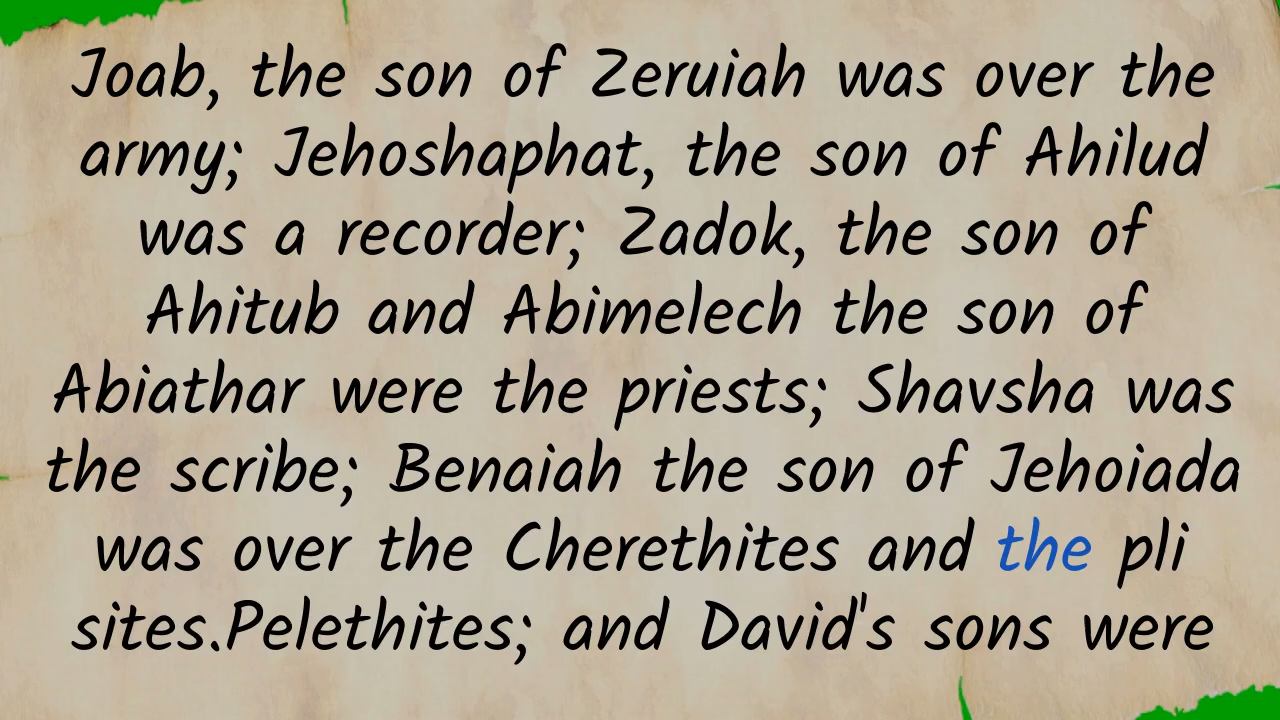 Joab, the son of Zeruiah was over the
army; Jehoshaphat, the son of Ahilud
was a recorder; Zadok, the son of
Ahitub and Abimelech the son of
Abiathar were the priests; Shavsha was
the scribe; Benaiah the son of Jehoiada
was over the Cherethites and the pli
sites.Pelethites; and David's sons were